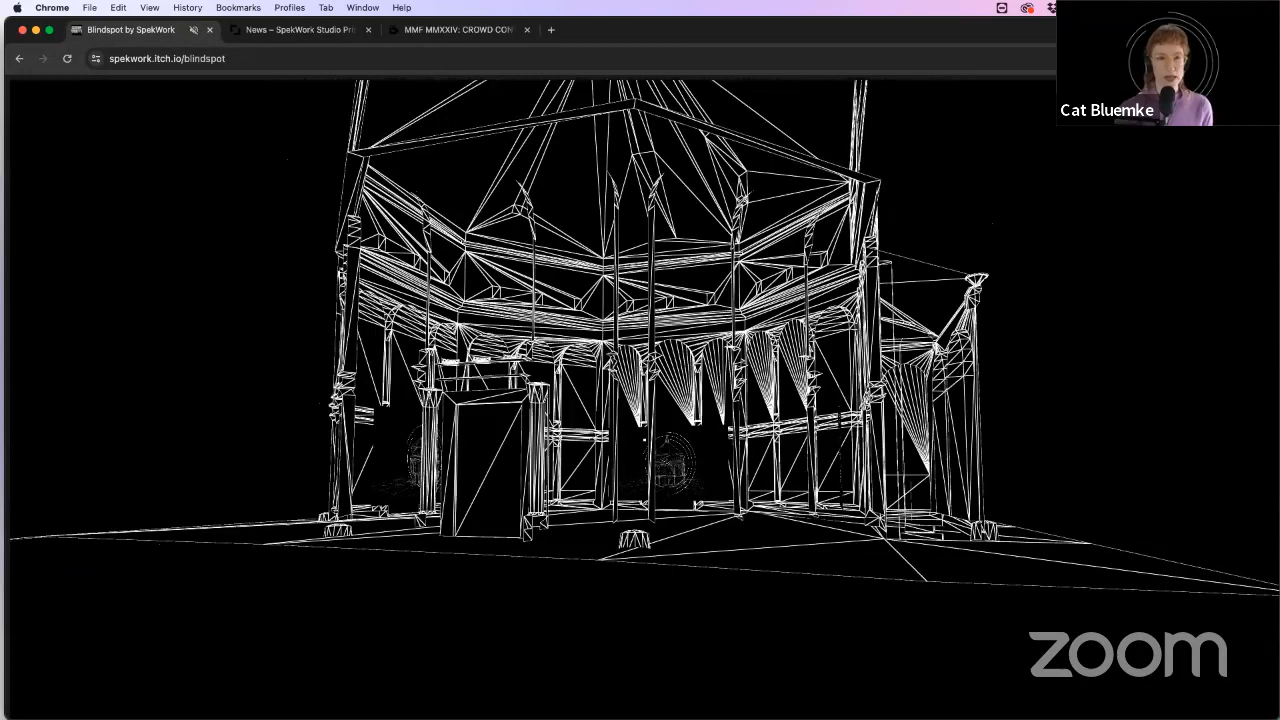 Chrome File Edit View History Bookmarks Profiles Tab Window Help
Blindspot by SpekWork
News – SpekWork Studio Pri
MMF MMXXIV: CROWD CON
spekwork.itch.io/blindspot
Cat Bluemke
zoom